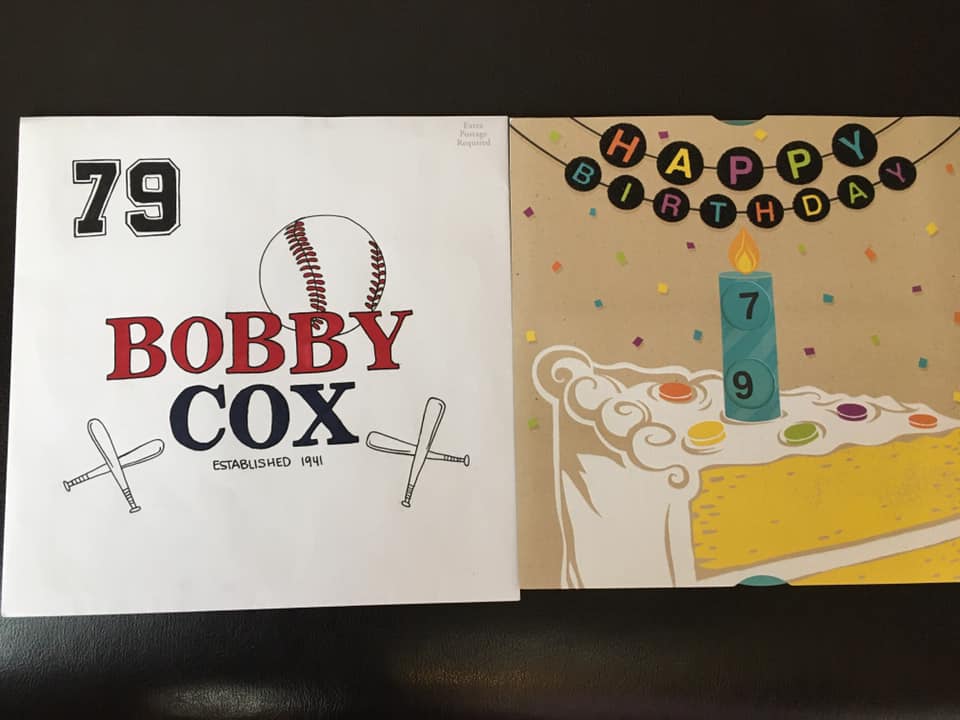 Extra
Postage
Required
79
BOBBY
COX
ESTABLISHED 1941
HAPPY
BIRTHDAY
7
9